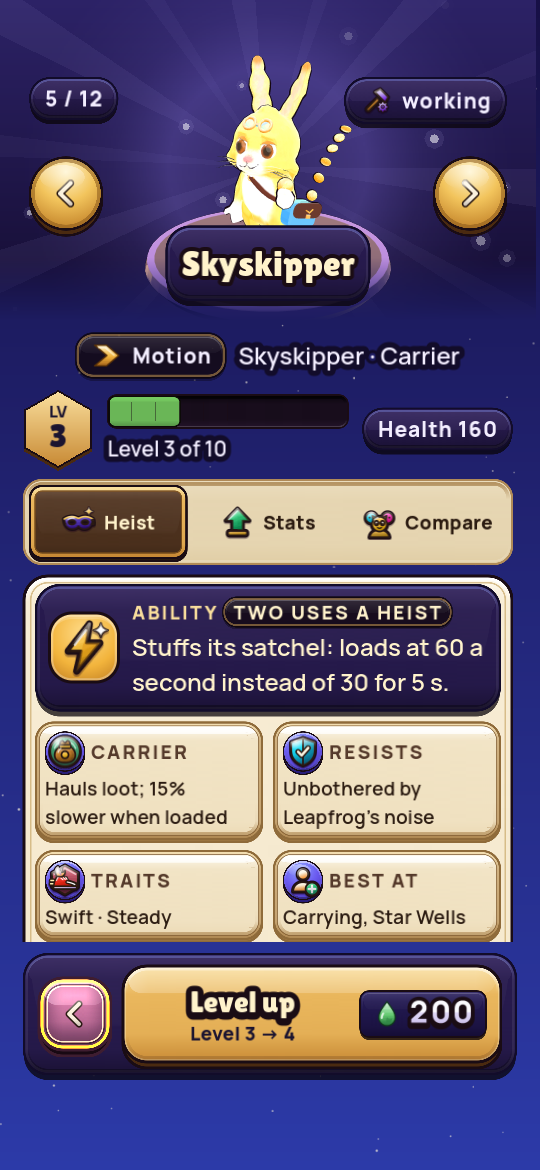 5 / 12
working
Skyskipper
Motion
Skyskipper · Carrier
LV
3
Level 3 of 10
Health 160
Heist
Stats
Compare
ABILITY TWO USES A HEIST
Stuffs its satchel: loads at 60 a
second instead of 30 for 5 s.
CARRIER
Hauls loot; 15%
slower when loaded
RESISTS
Unbothered by
Leapfrog's noise
TRAITS
Swift · Steady
BEST AT
Carrying, Star Wells
Level up
Level 3 → 4
200